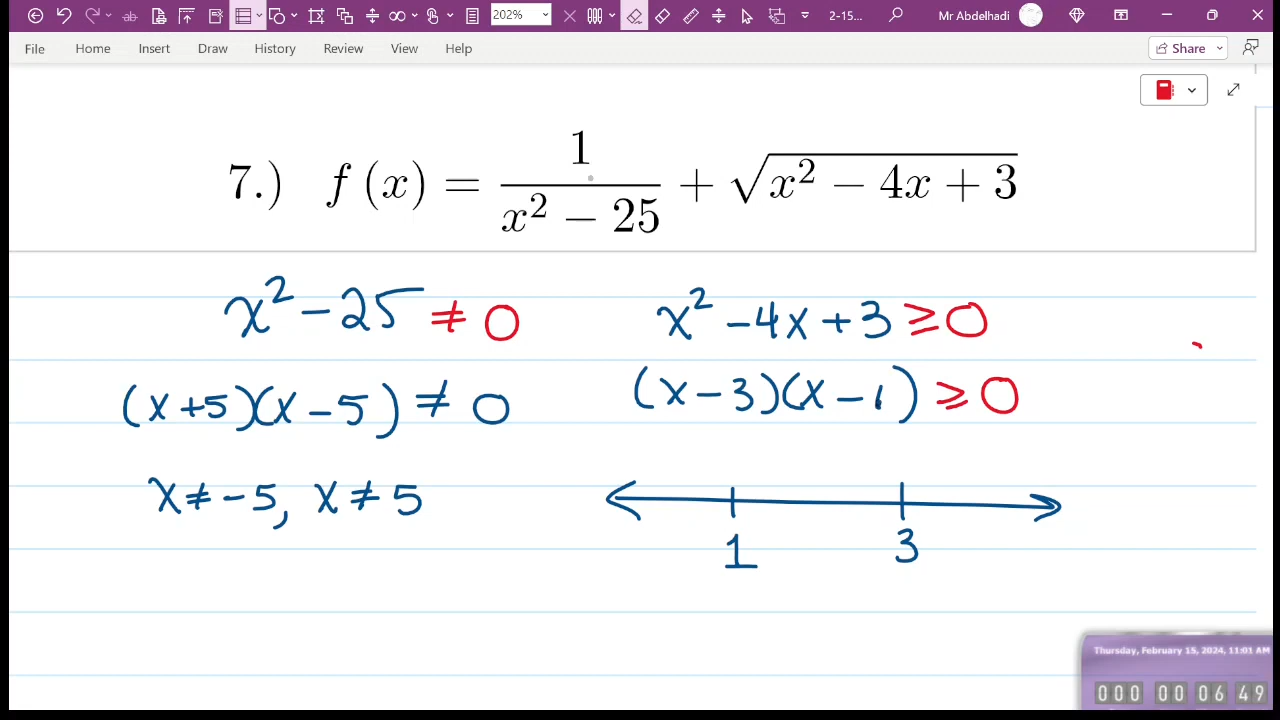 202% 2-15... Mr Abdelhadi
File Home Insert Draw History Review View Help Share
7.) f (x) = 1/(x² − 25) + √(x² − 4x + 3)
x² − 25 ≠ 0
(x + 5)(x − 5) ≠ 0
x ≠ −5, x ≠ 5
x² − 4x + 3 ≥ 0
(x − 3)(x − 1) ≥ 0
1 3
Thursday, February 15, 2024, 11:01 AM
000 00 06 49